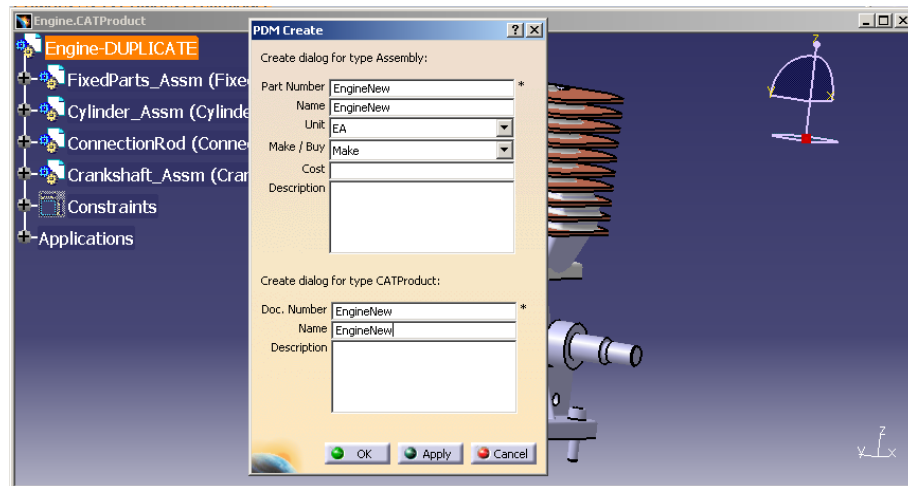 Engine.CATProduct
Engine-DUPLICATE
FixedParts_Assm (Fixe
Cylinder_Assm (Cylinde
ConnectionRod (Conne
Crankshaft_Assm (Cran
Constraints
Applications
PDM Create
Create dialog for type Assembly:
Part Number EngineNew *
Name EngineNew
Unit EA
Make / Buy Make
Cost
Description
Create dialog for type CATProduct:
Doc. Number EngineNew *
Name EngineNew
Description
OK Apply Cancel
z
y
x
z
y x